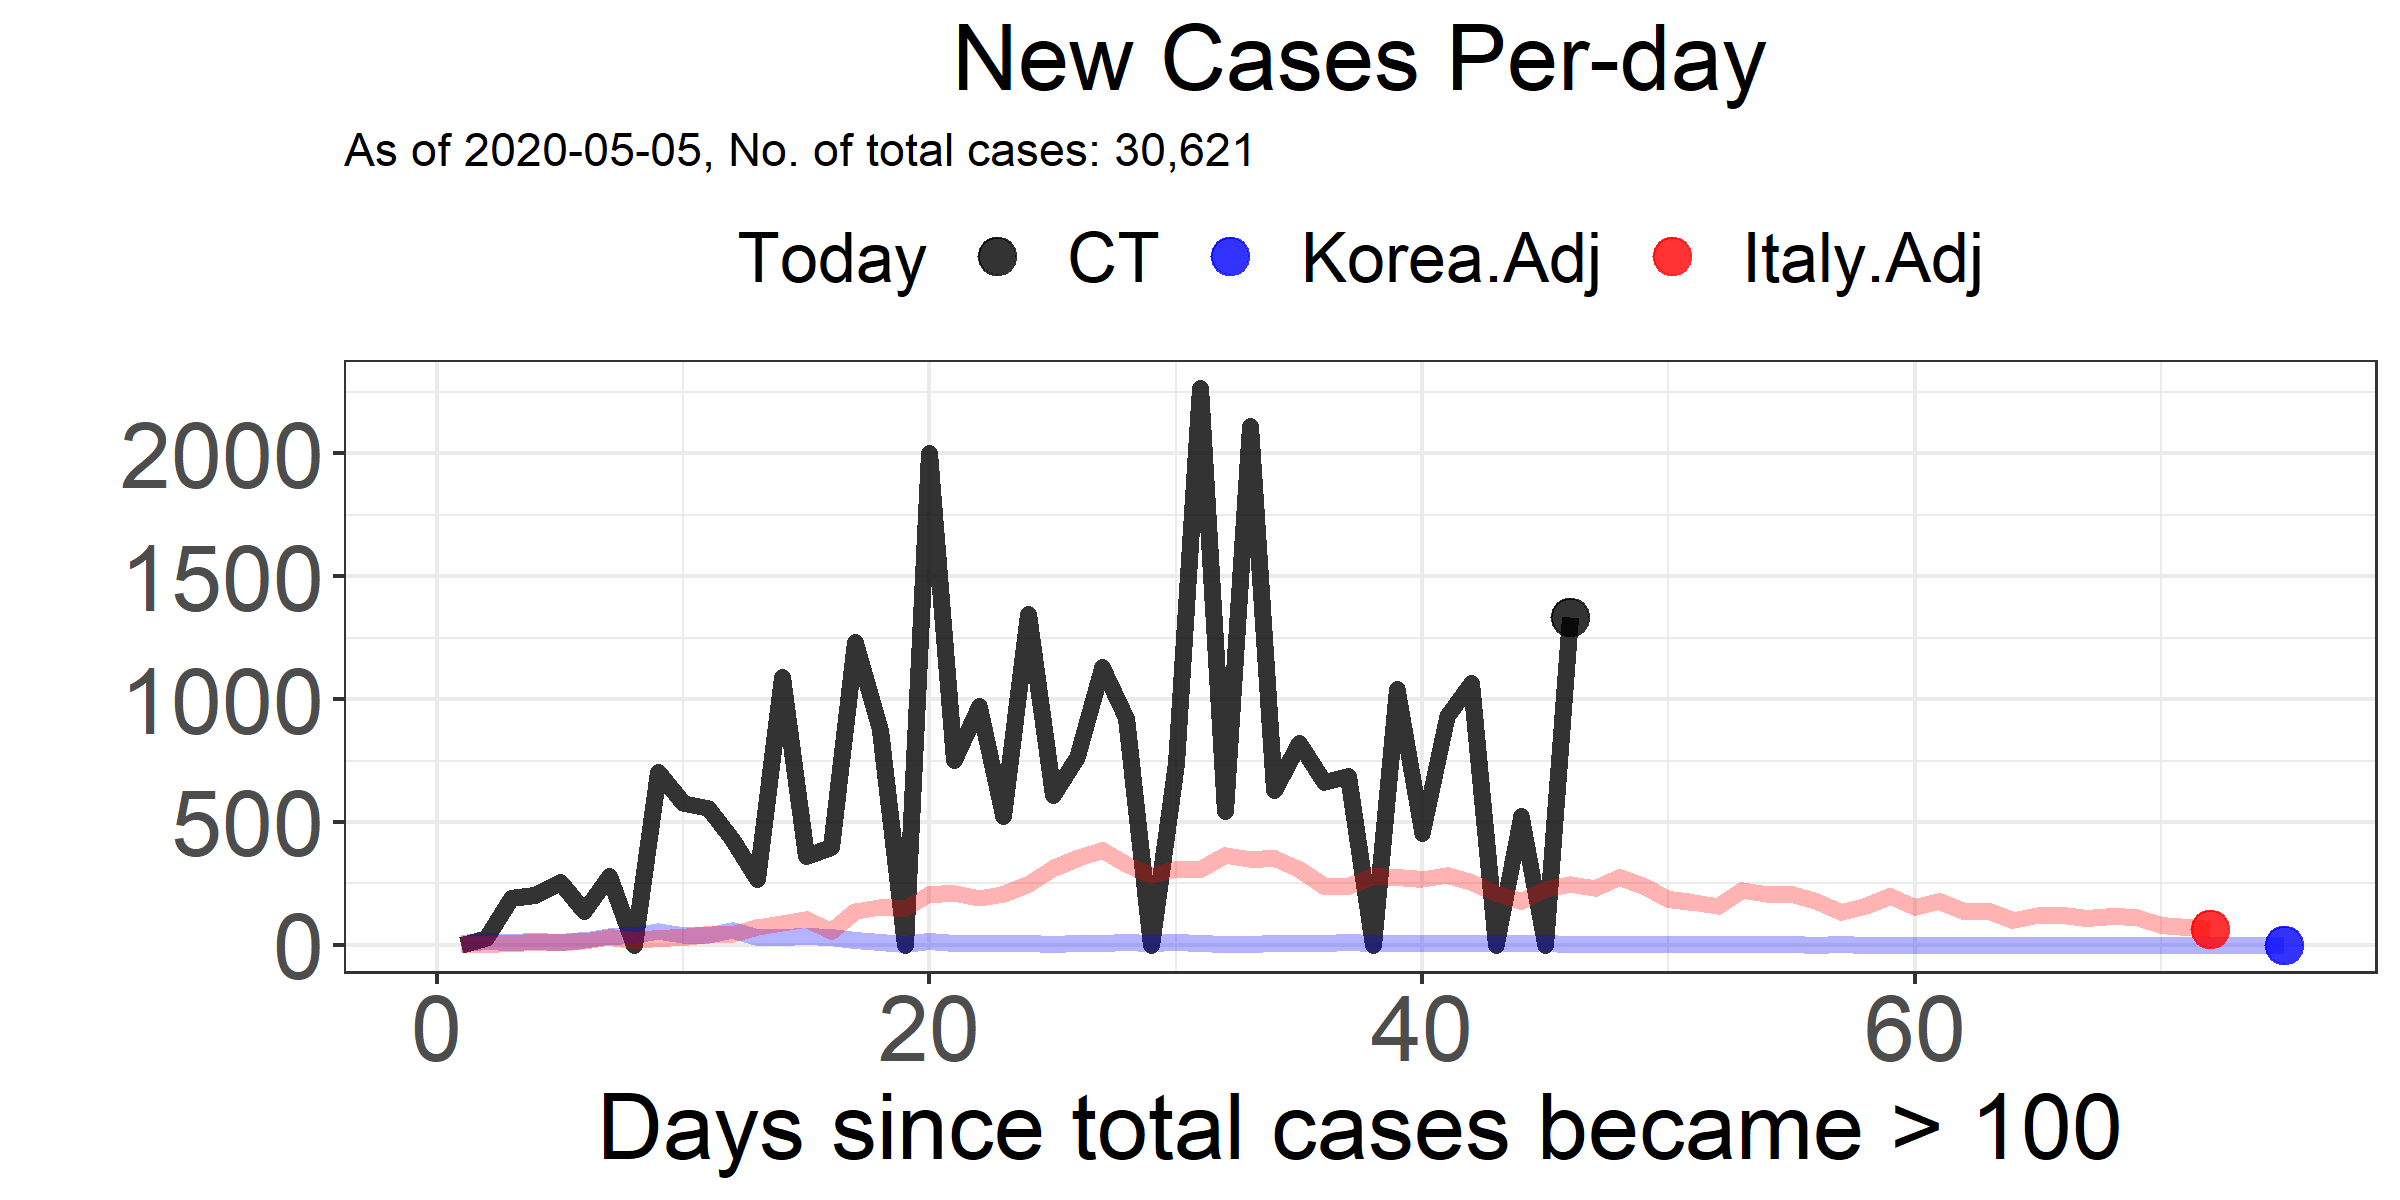 New Cases Per-day
As of 2020-05-05, No. of total cases: 30,621
Today CT Korea.Adj Italy.Adj
2000
1500
1000
500
0
0 20 40 60
Days since total cases became > 100